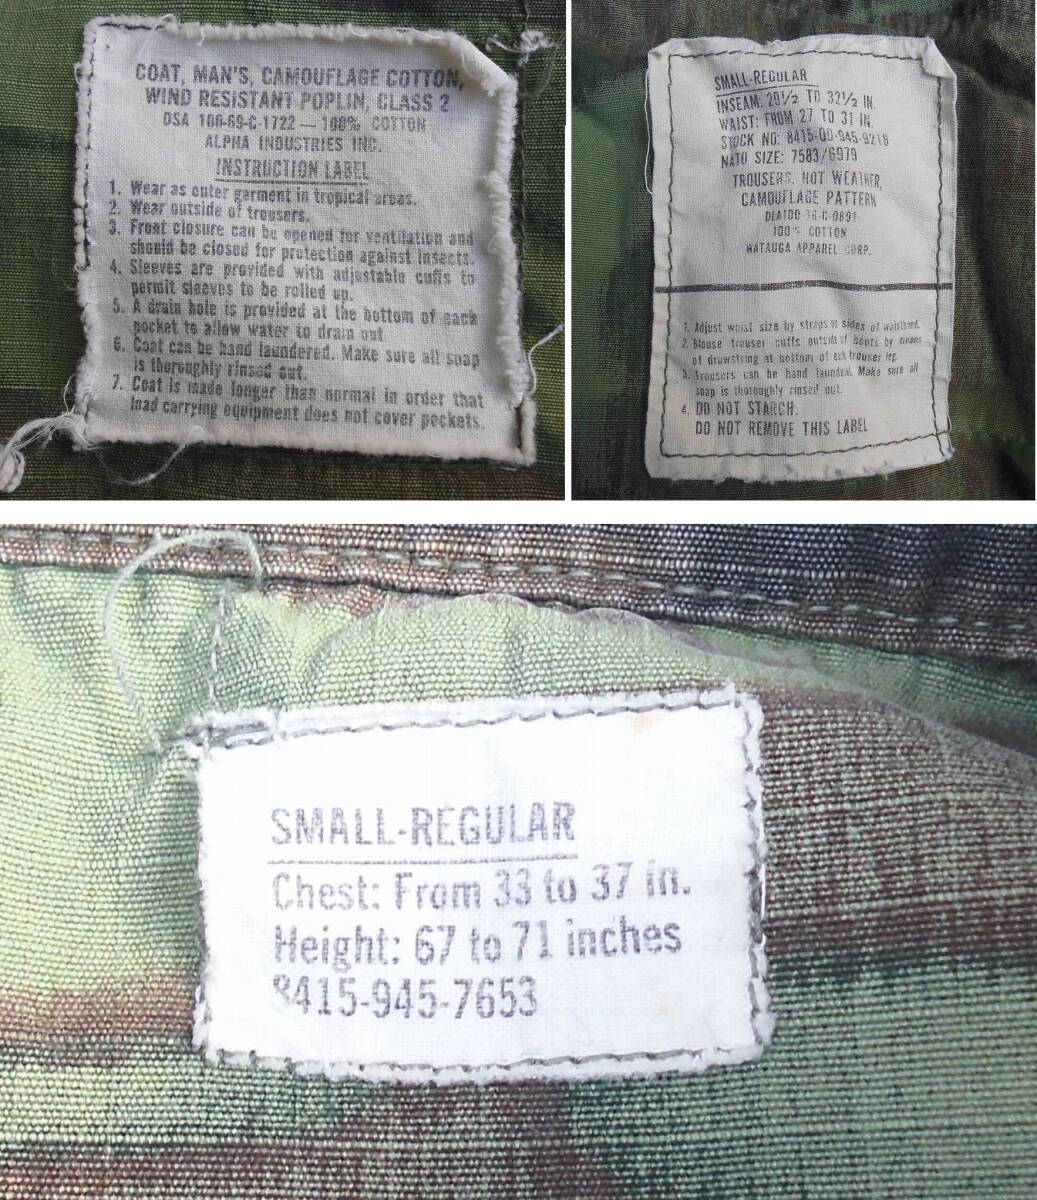 COAT, MAN'S, CAMOUFLAGE COTTON,
WIND RESISTANT POPLIN, CLASS 2
DSA 100-69-C-1722 — 100% COTTON
ALPHA INDUSTRIES INC.
INSTRUCTION LABEL
1. Wear as outer garment in tropical areas.
2. Wear outside of trousers.
3. Front closure can be opened for ventilation and
should be closed for protection against insects.
4. Sleeves are provided with adjustable cuffs to
permit sleeves to be rolled up.
5. A drain hole is provided at the bottom of each
pocket to allow water to drain out.
6. Coat can be hand laundered. Make sure all soap
is thoroughly rinsed out.
7. Coat is made longer than normal in order that
load carrying equipment does not cover pockets.
SMALL-REGULAR
INSEAM: 29½ TO 32½ IN.
WAIST: FROM 27 TO 31 IN.
STOCK NO: 8415-00-945-9218
NATO SIZE: 7583/6979
TROUSERS, HOT WEATHER,
CAMOUFLAGE PATTERN
DLA100-78-C-0891
100% COTTON
WATAUGA APPAREL CORP.
1. Adjust waist size by straps at sides of waistband.
2. Blouse trouser cuffs outside of boots by means
of drawstring at bottom of each trouser leg.
3. Trousers can be hand laundered. Make sure all
soap is thoroughly rinsed out.
4. DO NOT STARCH.
DO NOT REMOVE THIS LABEL
SMALL-REGULAR
Chest: From 33 to 37 in.
Height: 67 to 71 inches
8415-945-7653